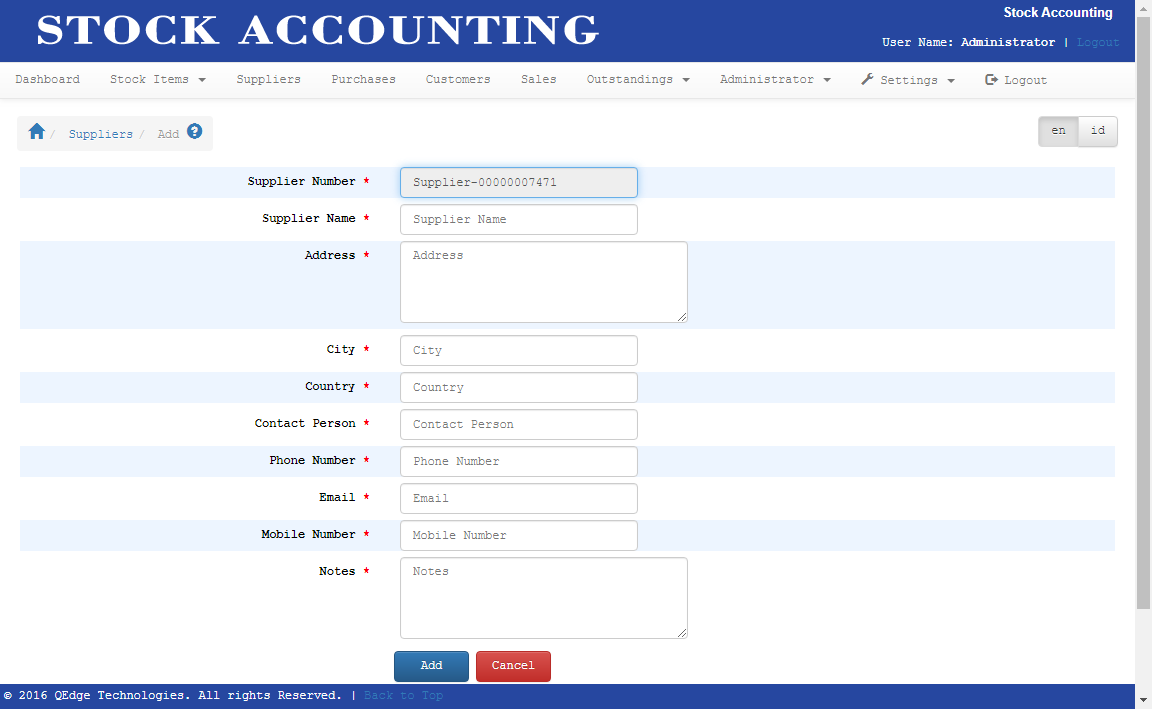 STOCK ACCOUNTING
Stock Accounting
User Name: Administrator | Logout
Dashboard Stock Items Suppliers Purchases Customers Sales Outstandings Administrator Settings Logout
/ Suppliers / Add ?
en id
Supplier Number * Supplier-00000007471
Supplier Name * Supplier Name
Address * Address
City * City
Country * Country
Contact Person * Contact Person
Phone Number * Phone Number
Email * Email
Mobile Number * Mobile Number
Notes * Notes
Add Cancel
© 2016 QEdge Technologies. All rights Reserved. | Back to Top